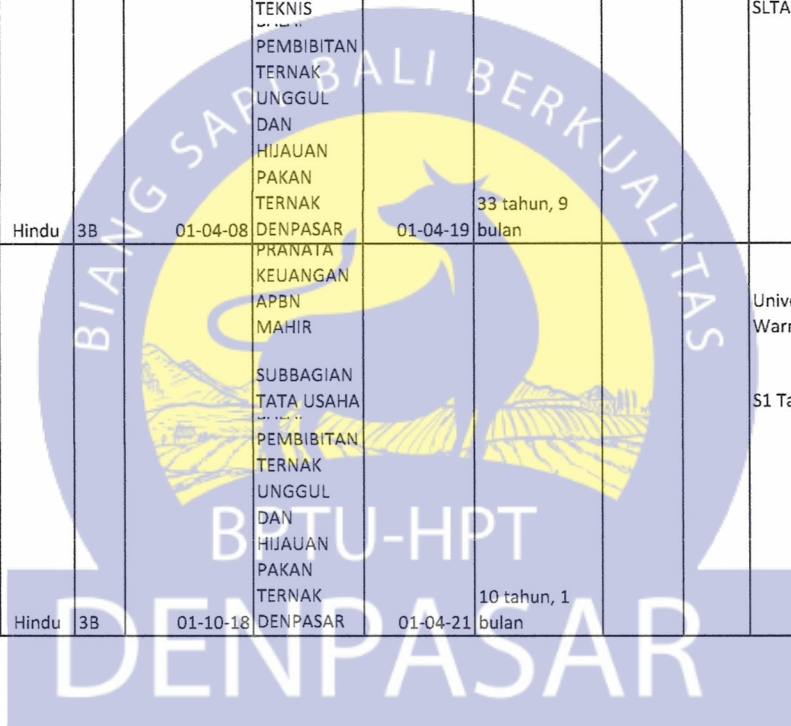 TEKNIS
SLTA
PEMBIBITAN
TERNAK
UNGGUL
DAN
HIJAUAN
PAKAN
TERNAK
DENPASAR
Hindu 3B 01-04-08 01-04-19 33 tahun, 9
bulan
PRANATA
KEUANGAN
APBN
MAHIR
SUBBAGIAN
TATA USAHA
S1
PEMBIBITAN
TERNAK
UNGGUL
DAN
HIJAUAN
PAKAN
TERNAK
DENPASAR
Hindu 3B 01-10-18 01-04-21 10 tahun, 1
bulan
BIANG SAPI BALI BERKUALITAS
BPTU-HPT
DENPASAR